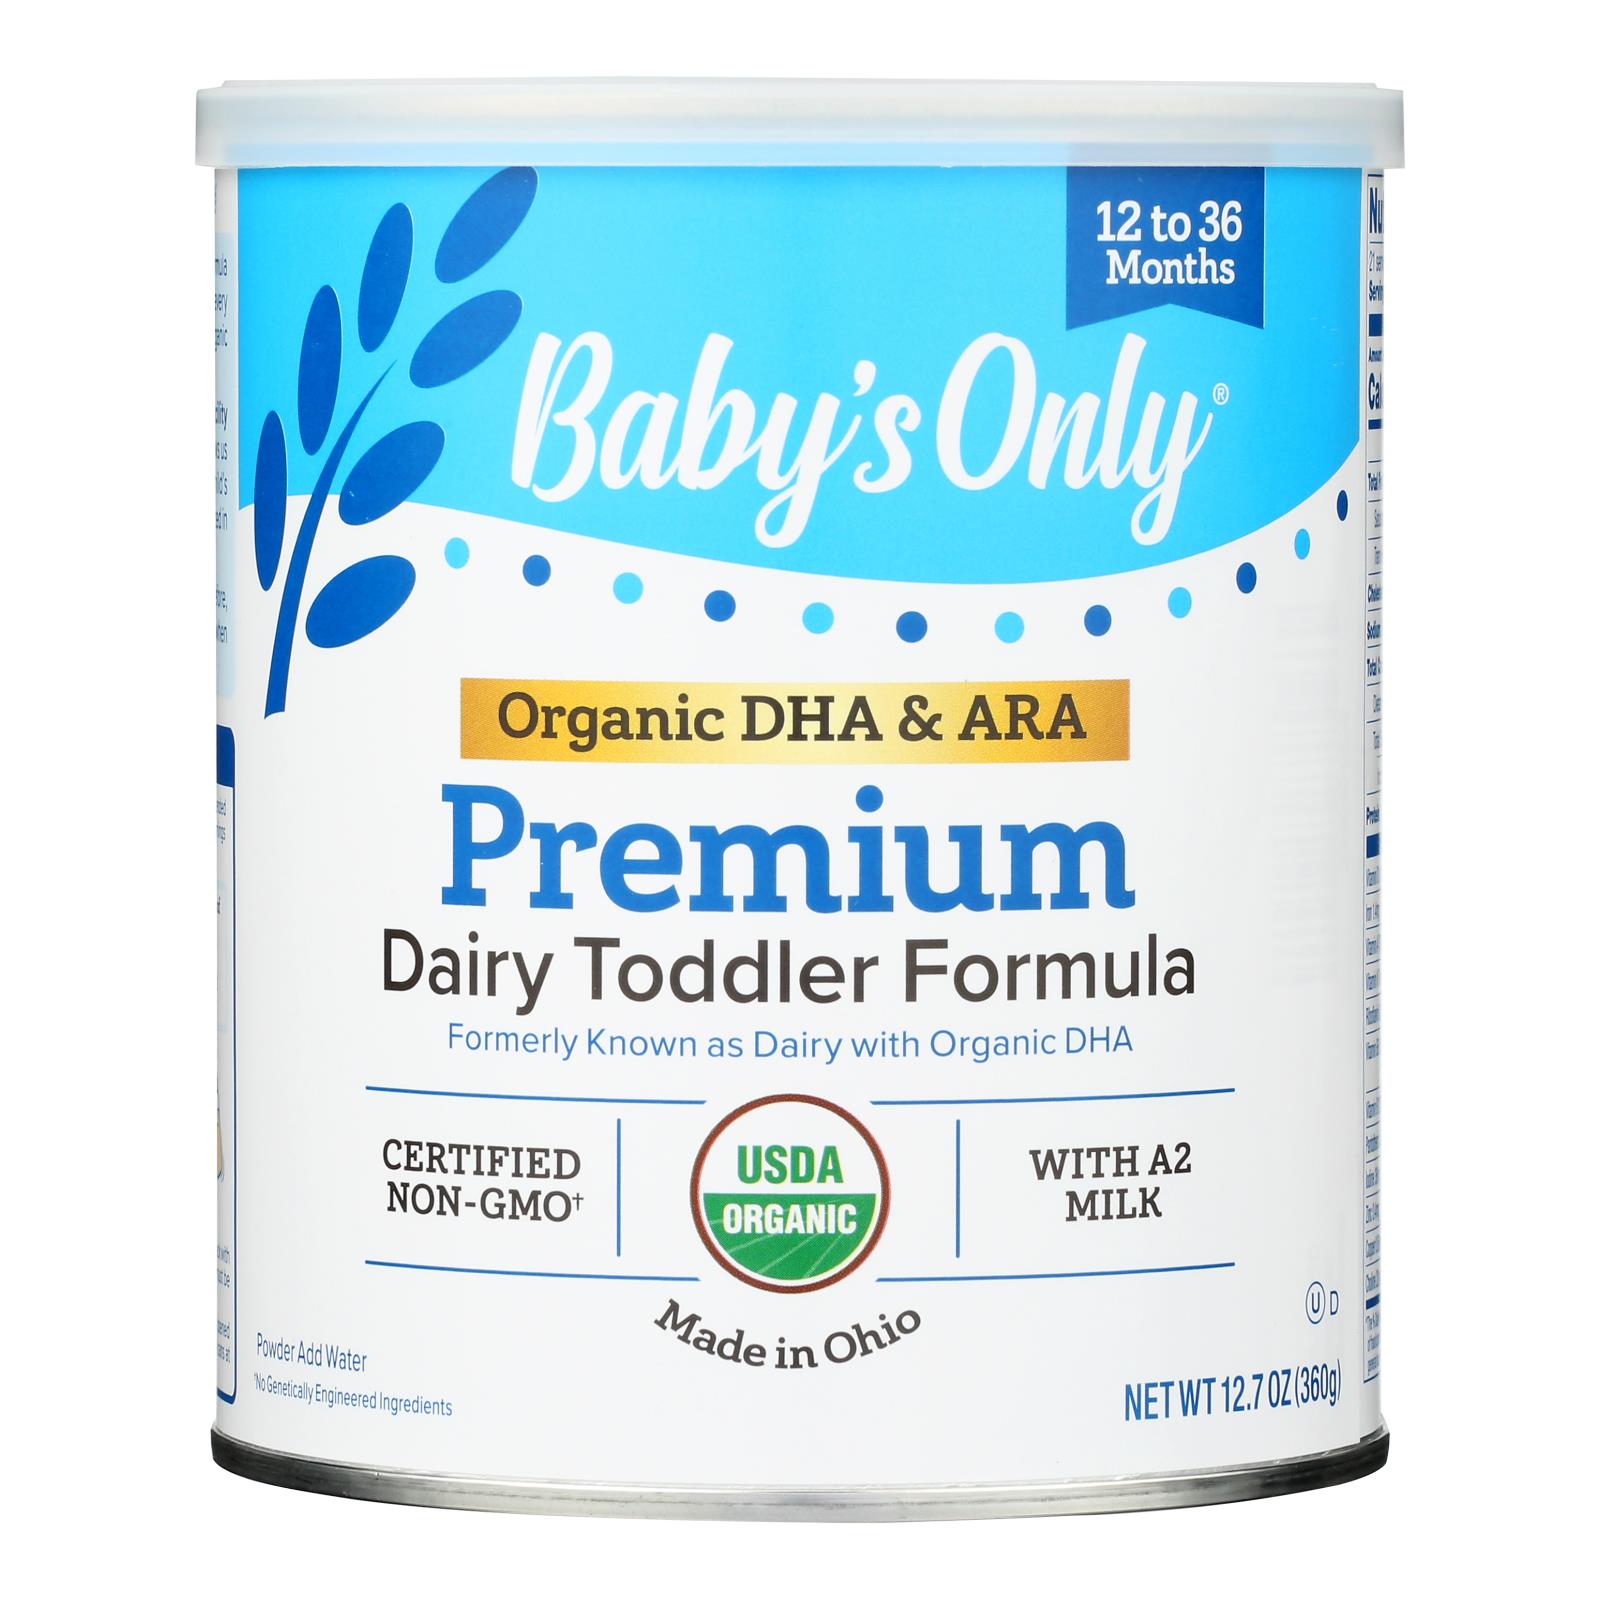 12 to 36
Months
Baby's Only®
Organic DHA & ARA
Premium
Dairy Toddler Formula
Formerly Known as Dairy with Organic DHA
CERTIFIED
NON-GMO†
USDA
ORGANIC
WITH A2
MILK
Made in Ohio
U D
Powder Add Water
†No Genetically Engineered Ingredients
NET WT 12.7 OZ (360g)